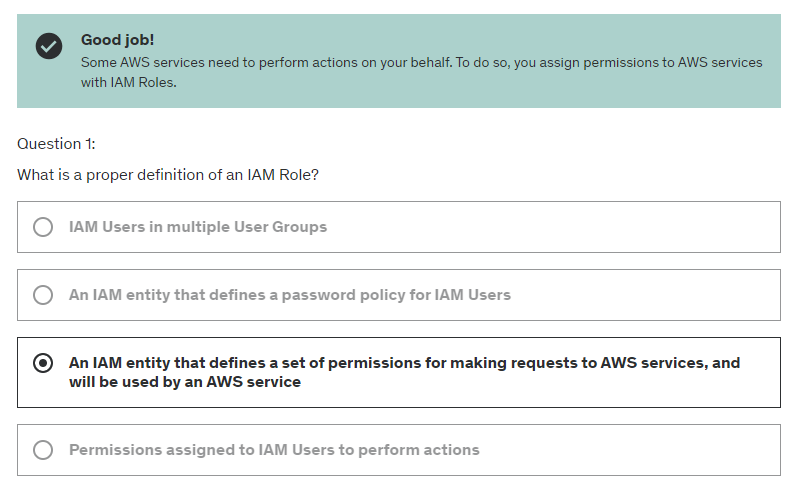 Good job!
Some AWS services need to perform actions on your behalf. To do so, you assign permissions to AWS services
with IAM Roles.
Question 1:
What is a proper definition of an IAM Role?
IAM Users in multiple User Groups
An IAM entity that defines a password policy for IAM Users
An IAM entity that defines a set of permissions for making requests to AWS services, and
will be used by an AWS service
Permissions assigned to IAM Users to perform actions